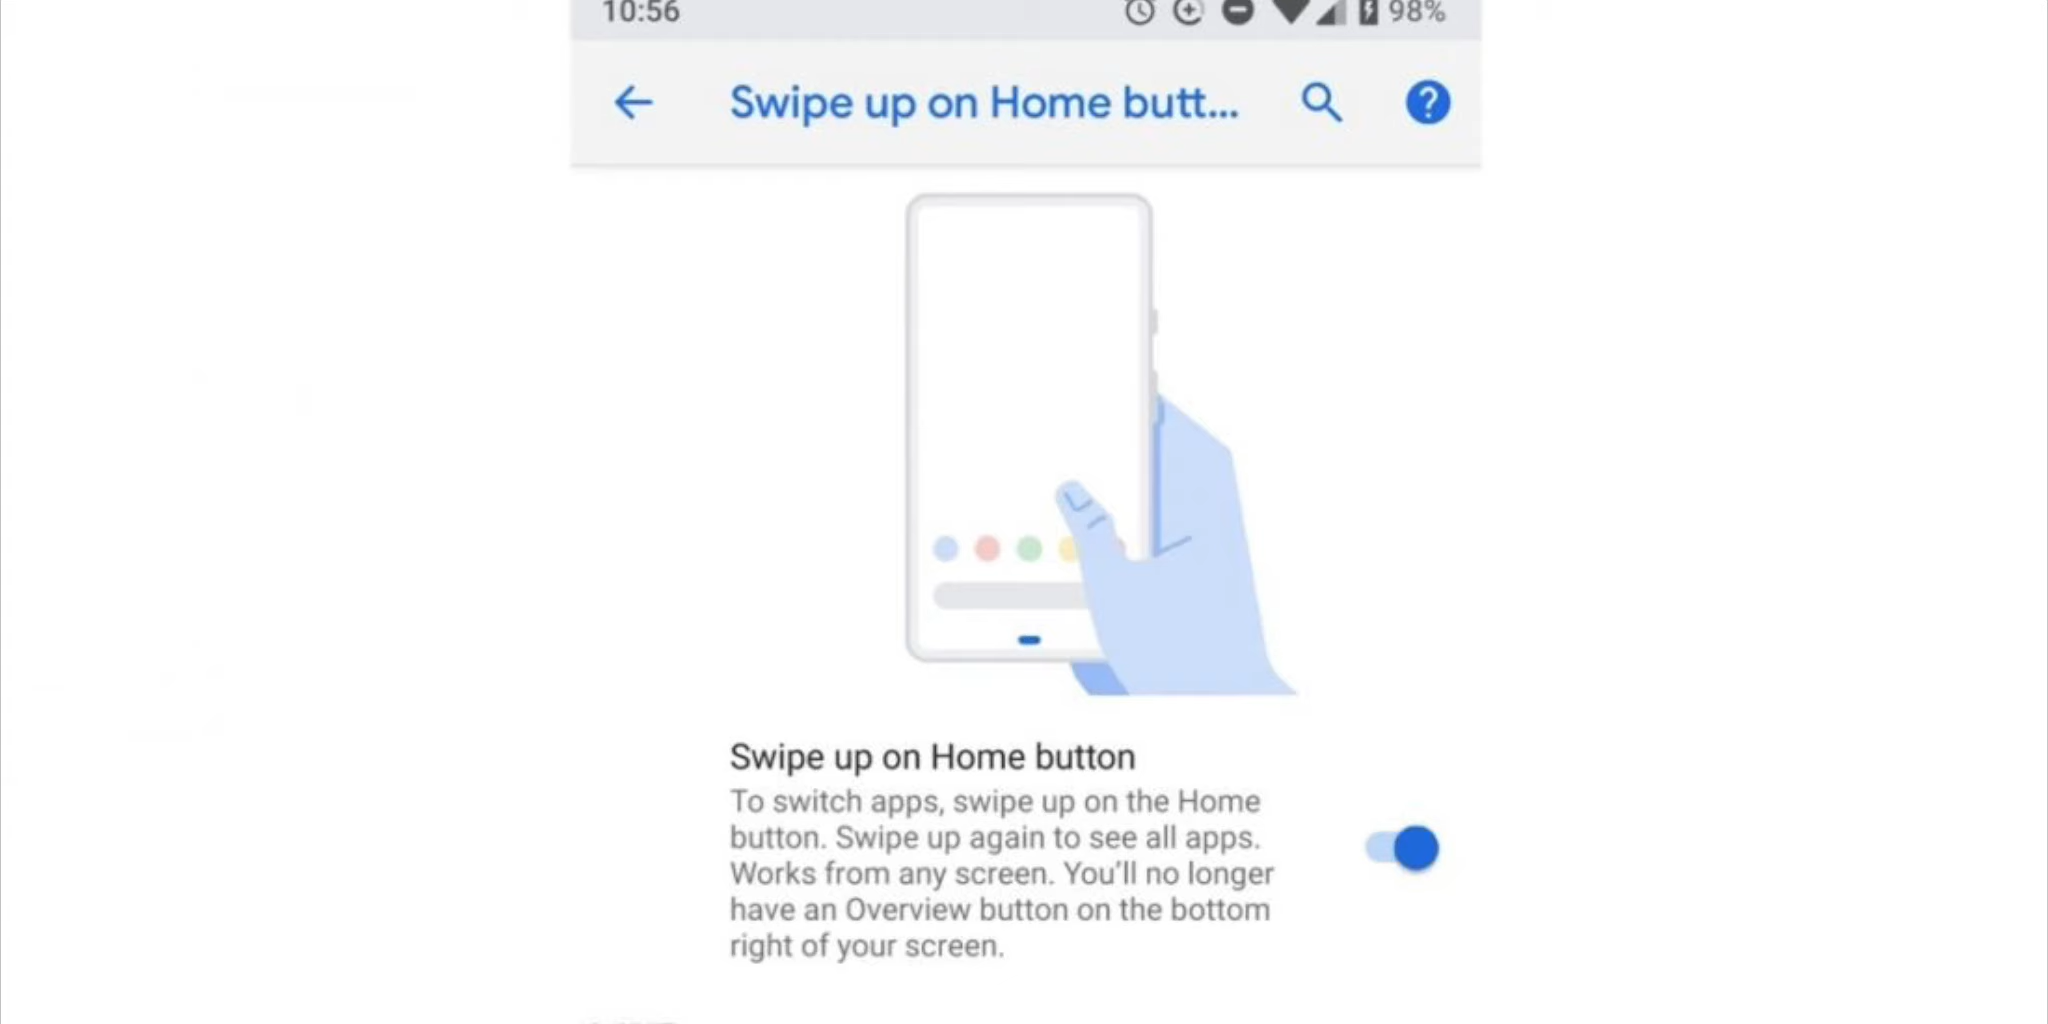 10:56 98%
Swipe up on Home butt...
Swipe up on Home button
To switch apps, swipe up on the Home
button. Swipe up again to see all apps.
Works from any screen. You'll no longer
have an Overview button on the bottom
right of your screen.